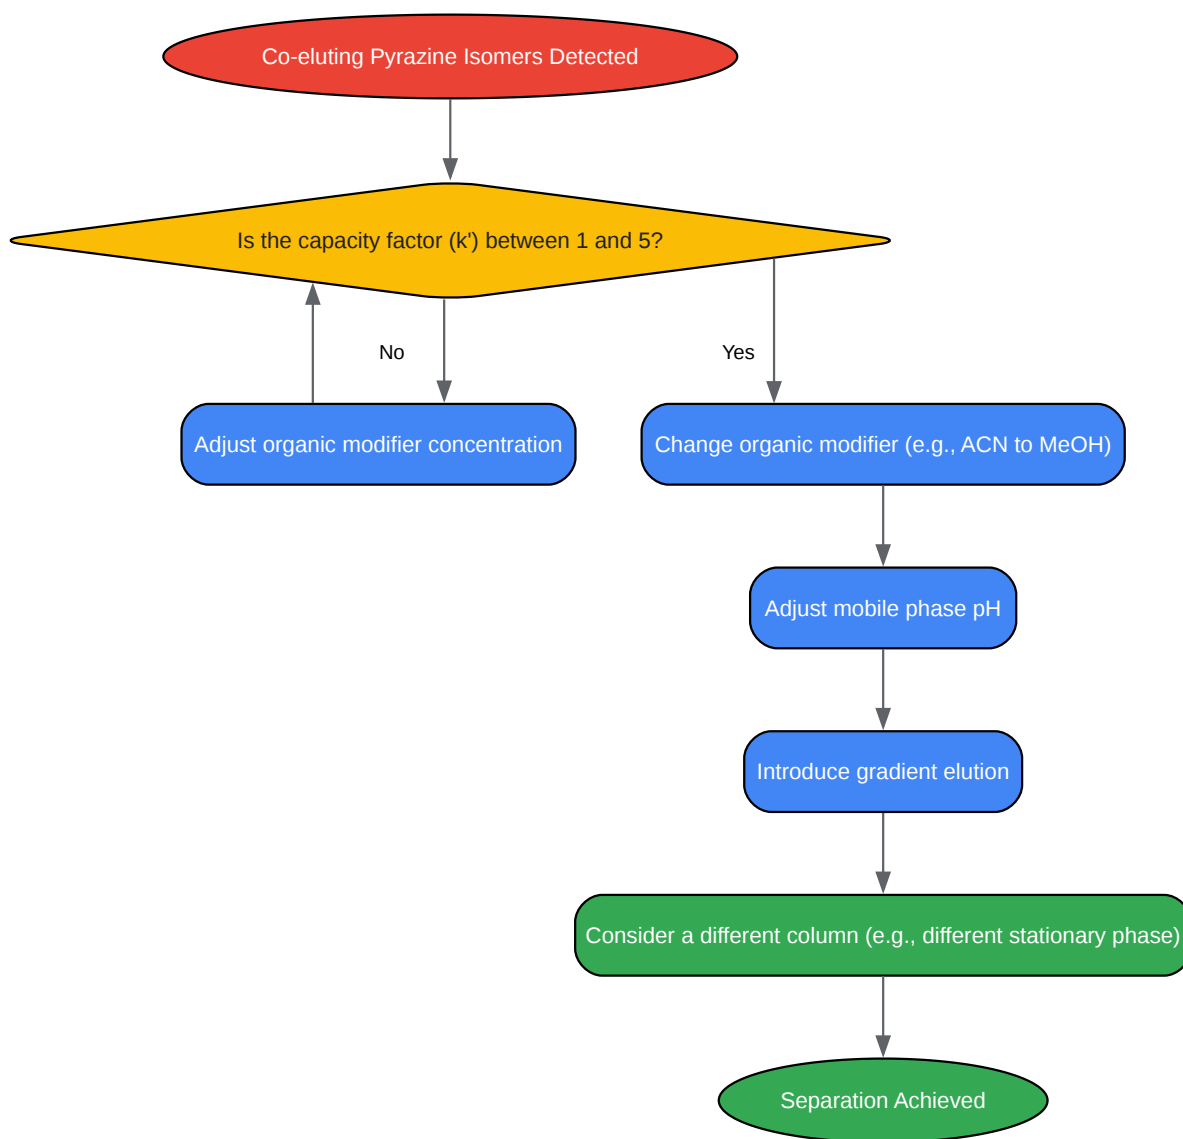 Co-eluting Pyrazine Isomers Detected
Is the capacity factor (k') between 1 and 5?
No
Yes
Adjust organic modifier concentration
Change organic modifier (e.g., ACN to MeOH)
Adjust mobile phase pH
Introduce gradient elution
Consider a different column (e.g., different stationary phase)
Separation Achieved